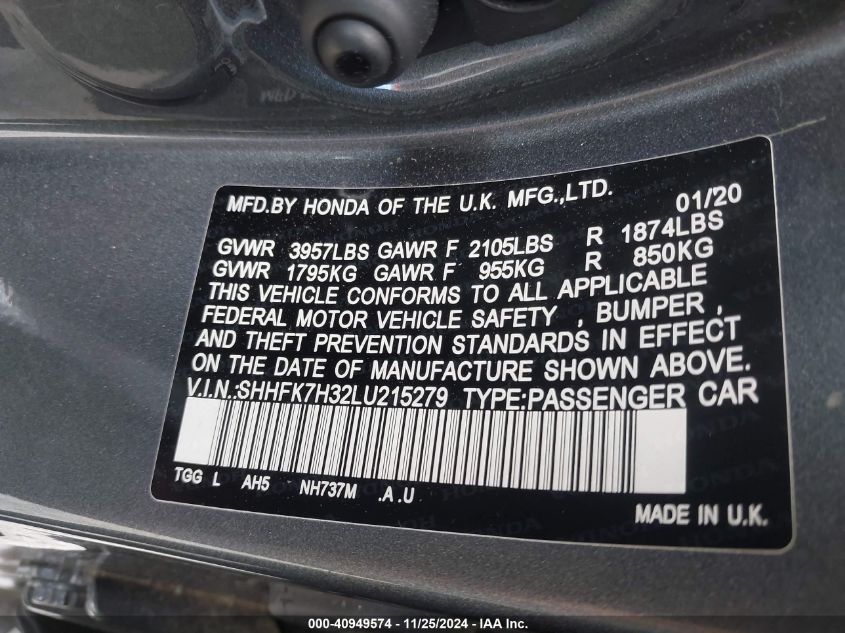 MFD.BY HONDA OF THE U.K. MFG.,LTD. 01/20
GVWR 3957LBS GAWR F 2105LBS R 1874LBS
GVWR 1795KG GAWR F 955KG R 850KG
THIS VEHICLE CONFORMS TO ALL APPLICABLE
FEDERAL MOTOR VEHICLE SAFETY , BUMPER ,
AND THEFT PREVENTION STANDARDS IN EFFECT
ON THE DATE OF MANUFACTURE SHOWN ABOVE.
V.I.N.:SHHFK7H32LU215279 TYPE:PASSENGER CAR
TGG L AH5 NH737M .A .U
MADE IN U.K.
000-40949574 - 11/25/2024 - IAA Inc.